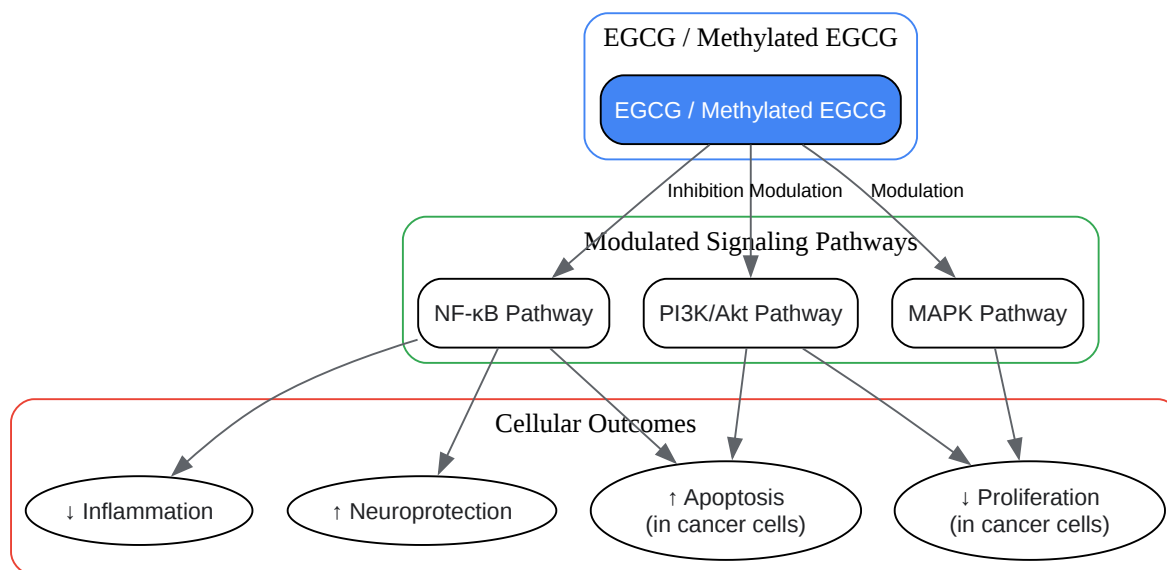 EGCG / Methylated EGCG
EGCG / Methylated EGCG
Inhibition
Modulation
Modulation
Modulated Signaling Pathways
NF-κB Pathway
PI3K/Akt Pathway
MAPK Pathway
Cellular Outcomes
↓ Inflammation
↑ Neuroprotection
↑ Apoptosis
(in cancer cells)
↓ Proliferation
(in cancer cells)